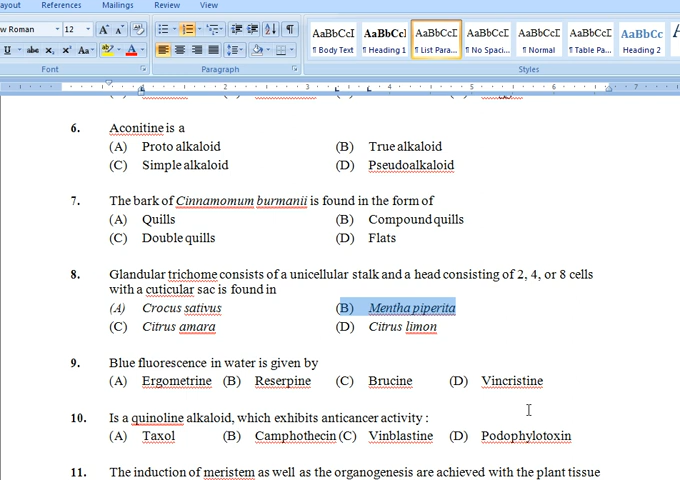 References Mailings Review View
12
AaBbCcI AaBbCcI AaBbCcI AaBbCcI AaBbCcI AaBbCcI AaBbCc
¶ Body Text ¶ Heading 1 ¶ List Para... ¶ No Spaci... ¶ Normal ¶ Table Pa... Heading 2
Font Paragraph Styles
6. Aconitine is a
(A) Proto alkaloid (B) True alkaloid
(C) Simple alkaloid (D) Pseudoalkaloid
7. The bark of Cinnamomum burmanii is found in the form of
(A) Quills (B) Compound quills
(C) Double quills (D) Flats
8. Glandular trichome consists of a unicellular stalk and a head consisting of 2, 4, or 8 cells
with a cuticular sac is found in
(A) Crocus sativus (B) Mentha piperita
(C) Citrus amara (D) Citrus limon
9. Blue fluorescence in water is given by
(A) Ergometrine (B) Reserpine (C) Brucine (D) Vincristine
10. Is a quinoline alkaloid, which exhibits anticancer activity :
(A) Taxol (B) Camphothecin (C) Vinblastine (D) Podophylotoxin
11. The induction of meristem as well as the organogenesis are achieved with the plant tissue